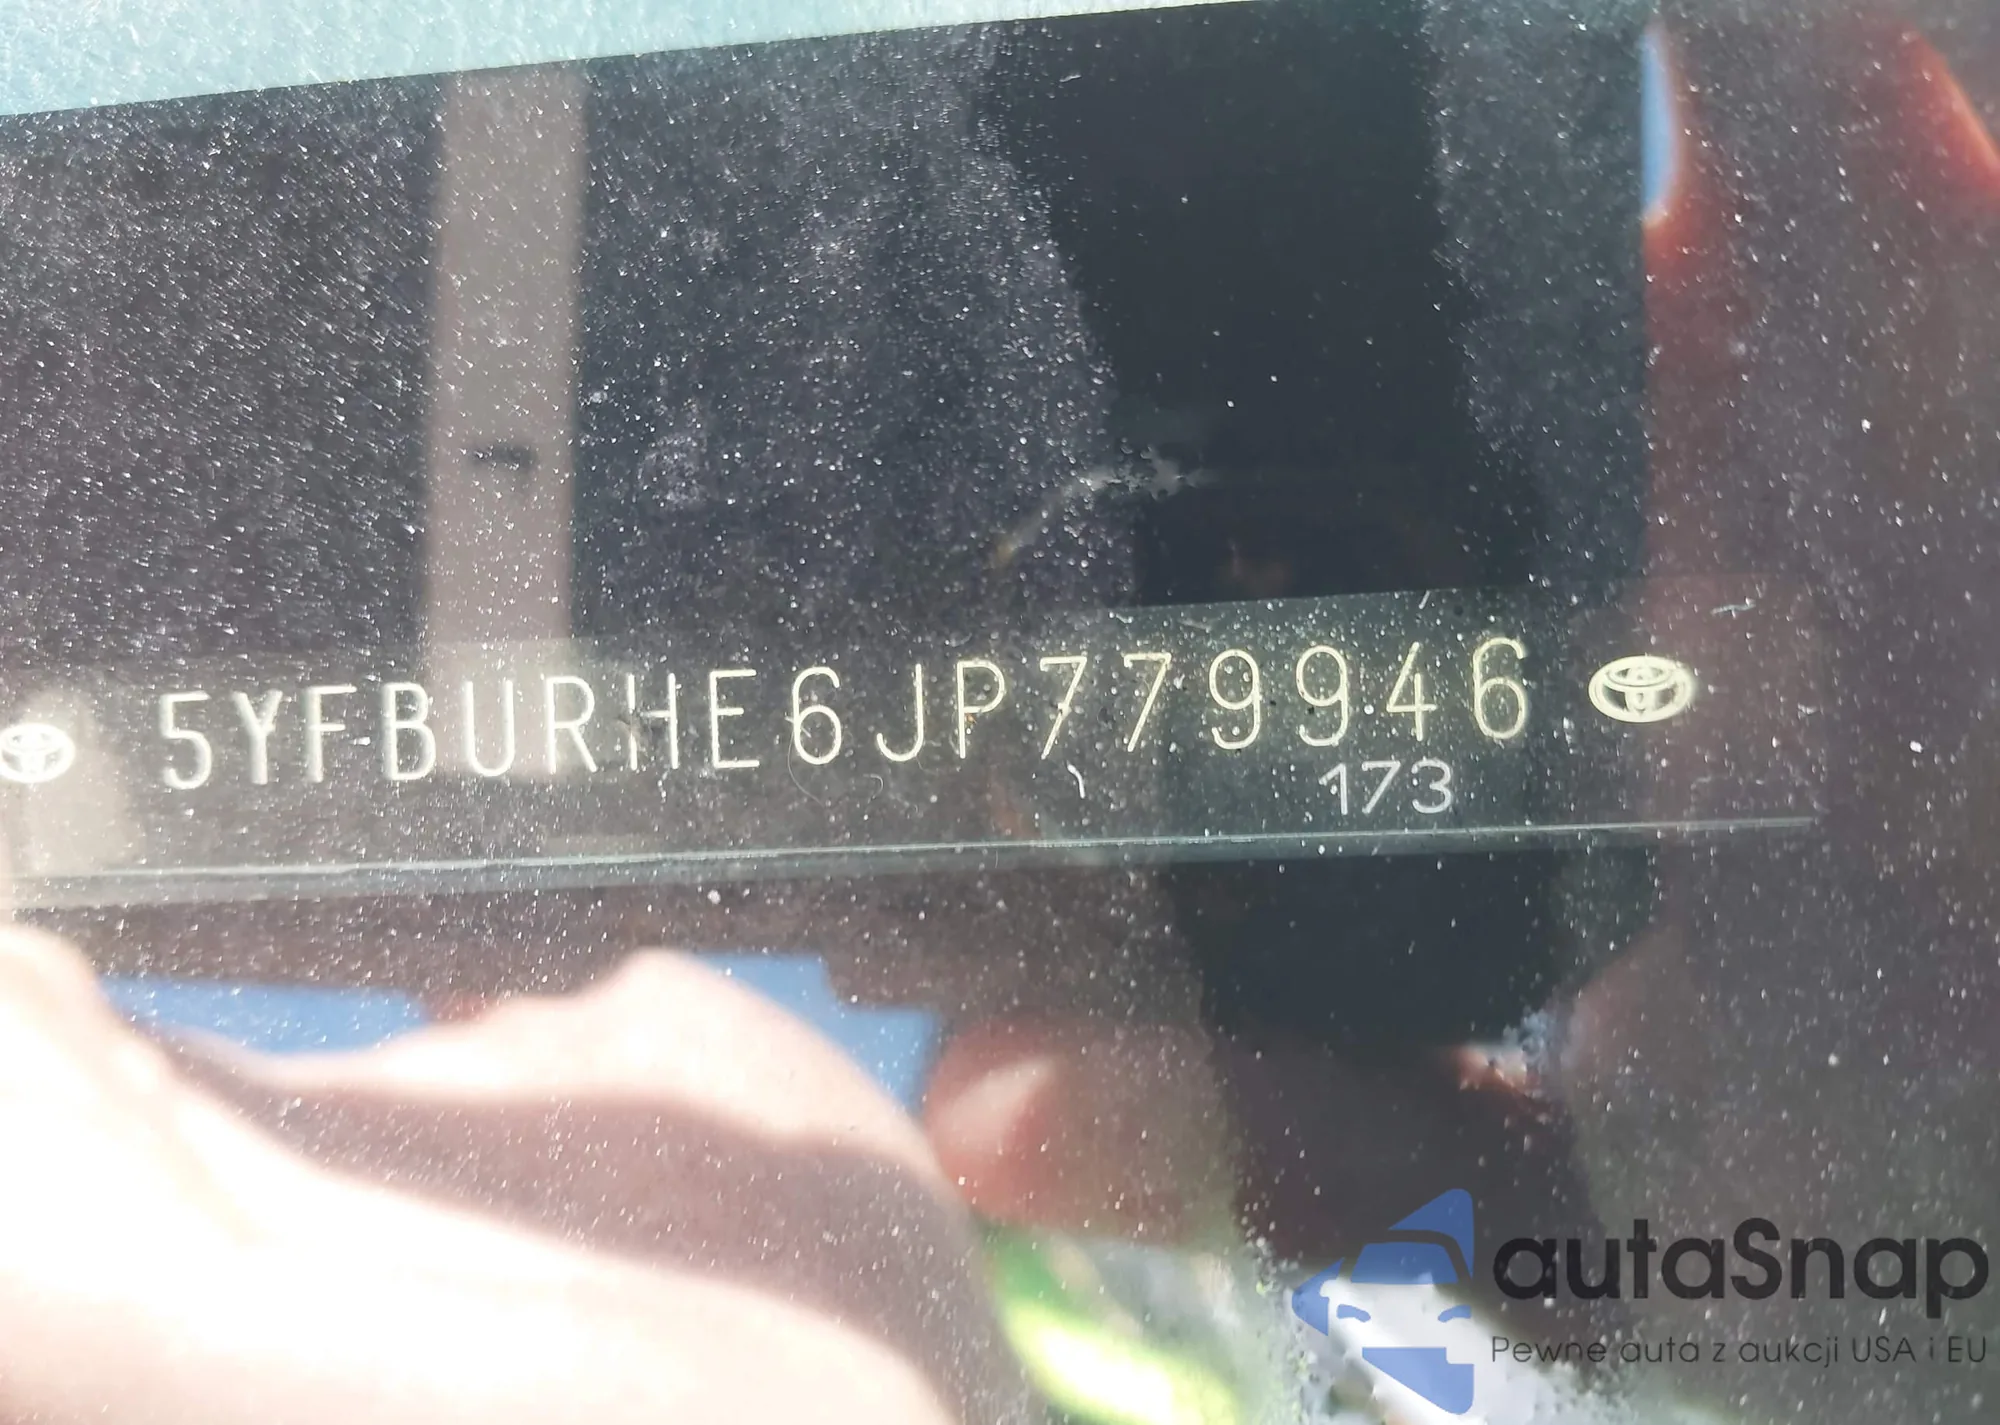 5YFBURHE6JP779946
173
autaSnap
Pewne auta z aukcji USA i EU